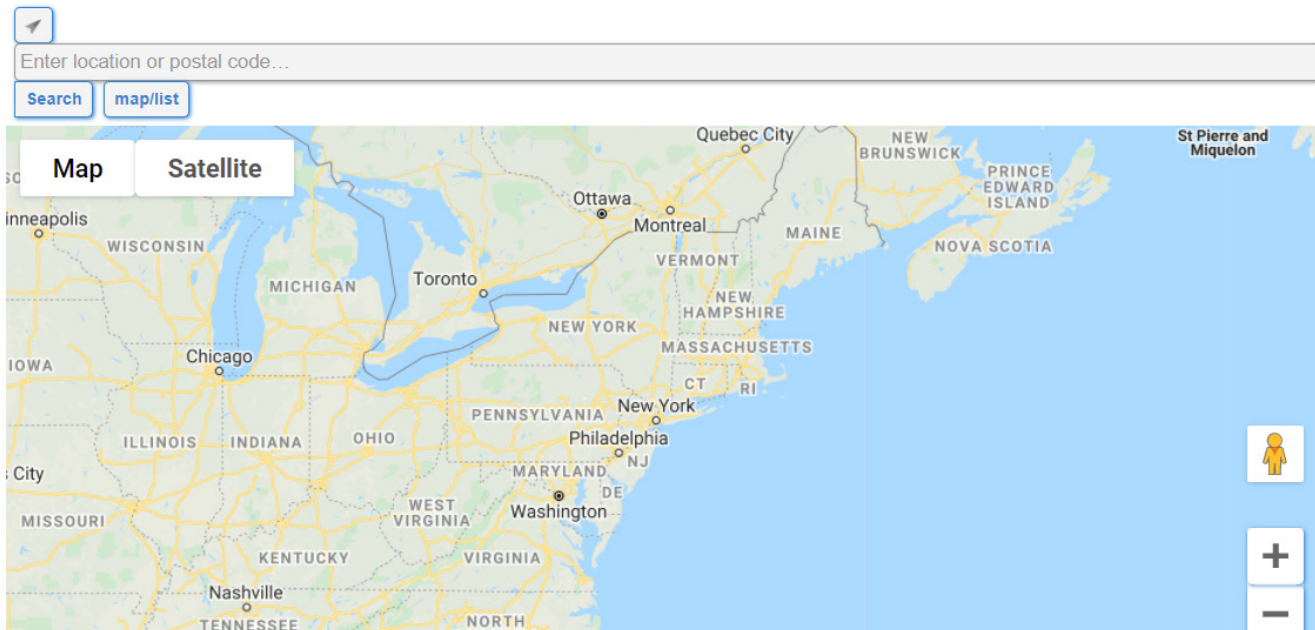 Enter location or postal code...
Search map/list
Map Satellite
Quebec City
NEW
BRUNSWICK
St Pierre and
Miquelon
PRINCE
EDWARD
ISLAND
Ottawa
Montreal
MAINE
NOVA SCOTIA
inneapolis
WISCONSIN
VERMONT
MICHIGAN
Toronto
NEW
HAMPSHIRE
NEW YORK
MASSACHUSETTS
Chicago
IOWA
CT
RI
PENNSYLVANIA
New York
ILLINOIS
INDIANA
OHIO
Philadelphia
NJ
City
MARYLAND
DE
Washington
WEST
VIRGINIA
MISSOURI
KENTUCKY
VIRGINIA
Nashville
TENNESSEE
NORTH